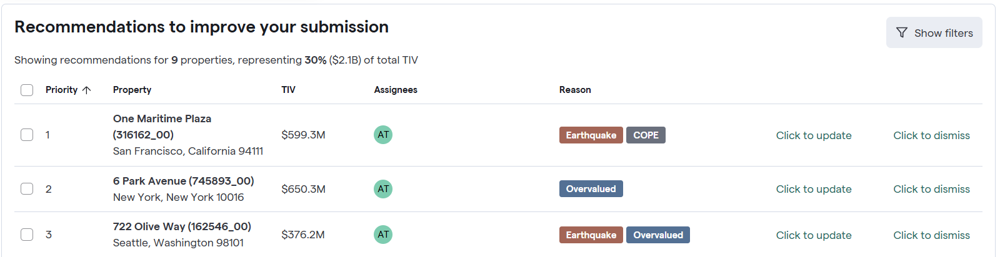 Recommendations to improve your submission
Show filters
Showing recommendations for 9 properties, representing 30% ($2.1B) of total TIV
Priority ↑ Property TIV Assignees Reason
One Maritime Plaza
(316162_00)
San Francisco, California 94111
1 $599.3M AT Earthquake COPE Click to update Click to dismiss
6 Park Avenue (745893_00)
New York, New York 10016
2 $650.3M AT Overvalued Click to update Click to dismiss
722 Olive Way (162546_00)
Seattle, Washington 98101
3 $376.2M AT Earthquake Overvalued Click to update Click to dismiss